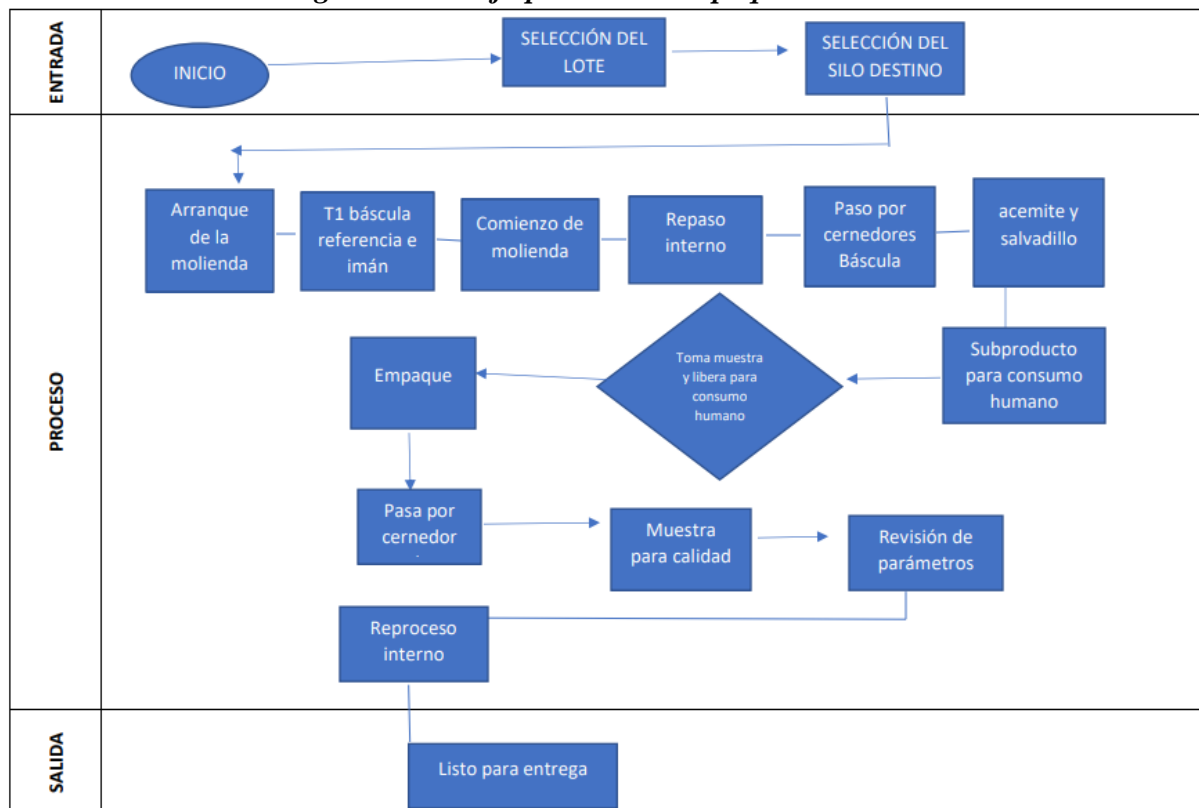 ENTRADA
INICIO
SELECCIÓN DEL
LOTE
SELECCIÓN DEL
SILO DESTINO
PROCESO
Arranque
de la
molienda
T1 báscula
referencia e
imán
Comienzo de
molienda
Repaso
interno
Paso por
cernedores
Báscula
acemite y
salvadillo
Subproducto
para consumo
humano
Toma muestra
y libera para
consumo
humano
Empaque
Pasa por
cernedor
Muestra
para calidad
Revisión de
parámetros
Reproceso
interno
SALIDA
Listo para entrega